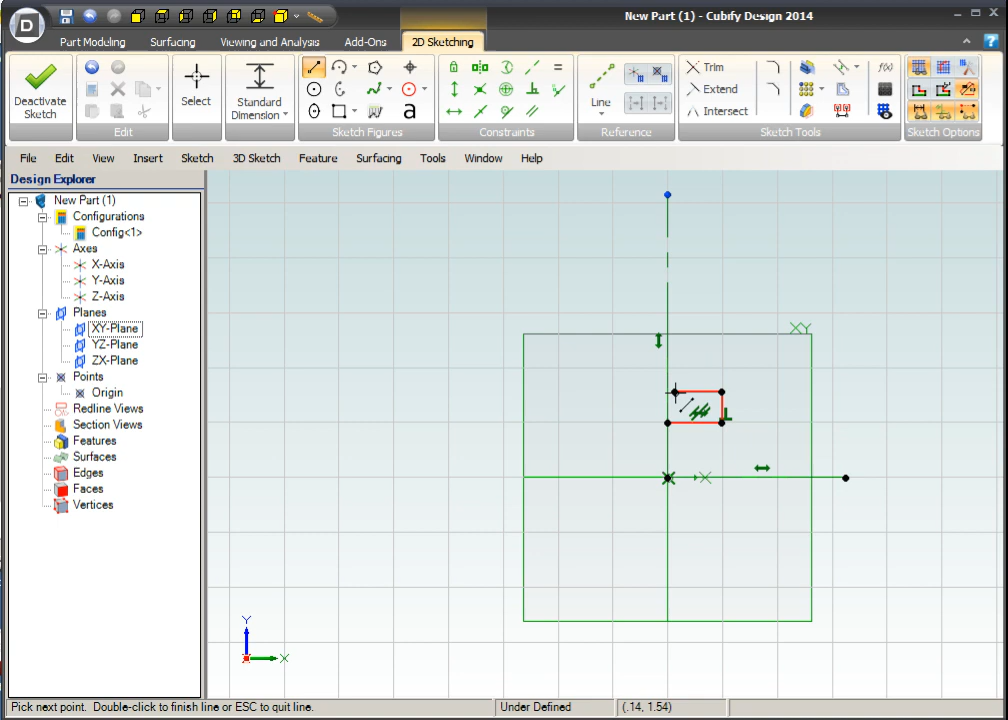 New Part (1) - Cubify Design 2014
D
Part Modeling
Surfacing
Viewing and Analysis
Add-Ons
2D Sketching
Deactivate
Sketch
Edit
Select
Standard
Dimension
a
Sketch Figures
Constraints
Line
Reference
Trim
Extend
Intersect
f(x)
Sketch Tools
Sketch Options
File
Edit
View
Insert
Sketch
3D Sketch
Feature
Surfacing
Tools
Window
Help
Design Explorer
New Part (1)
Configurations
Config<1>
Axes
X-Axis
Y-Axis
Z-Axis
Planes
XY-Plane
YZ-Plane
ZX-Plane
Points
Origin
Redline Views
Section Views
Features
Surfaces
Edges
Faces
Vertices
XY
Y
X
Pick next point. Double-click to finish line or ESC to quit line.
Under Defined
(.14, 1.54)